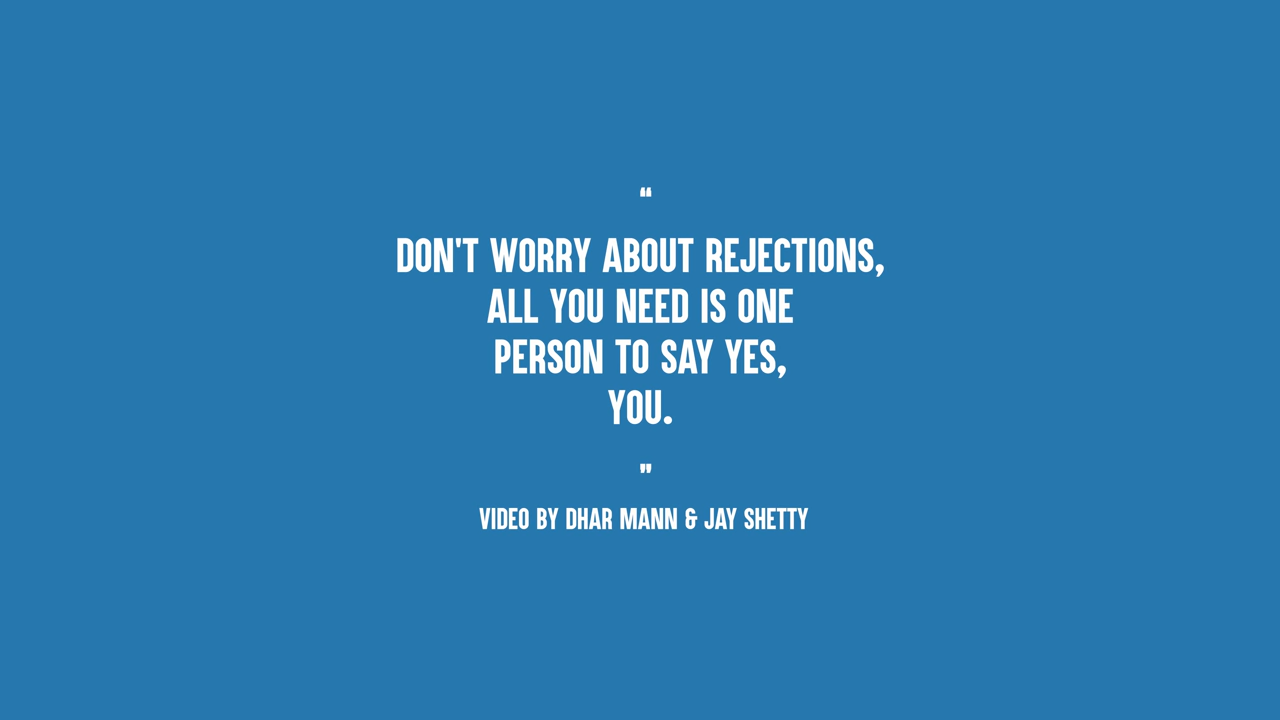 “
DON'T WORRY ABOUT REJECTIONS,
ALL YOU NEED IS ONE
PERSON TO SAY YES,
YOU.
"
VIDEO BY DHAR MANN & JAY SHETTY